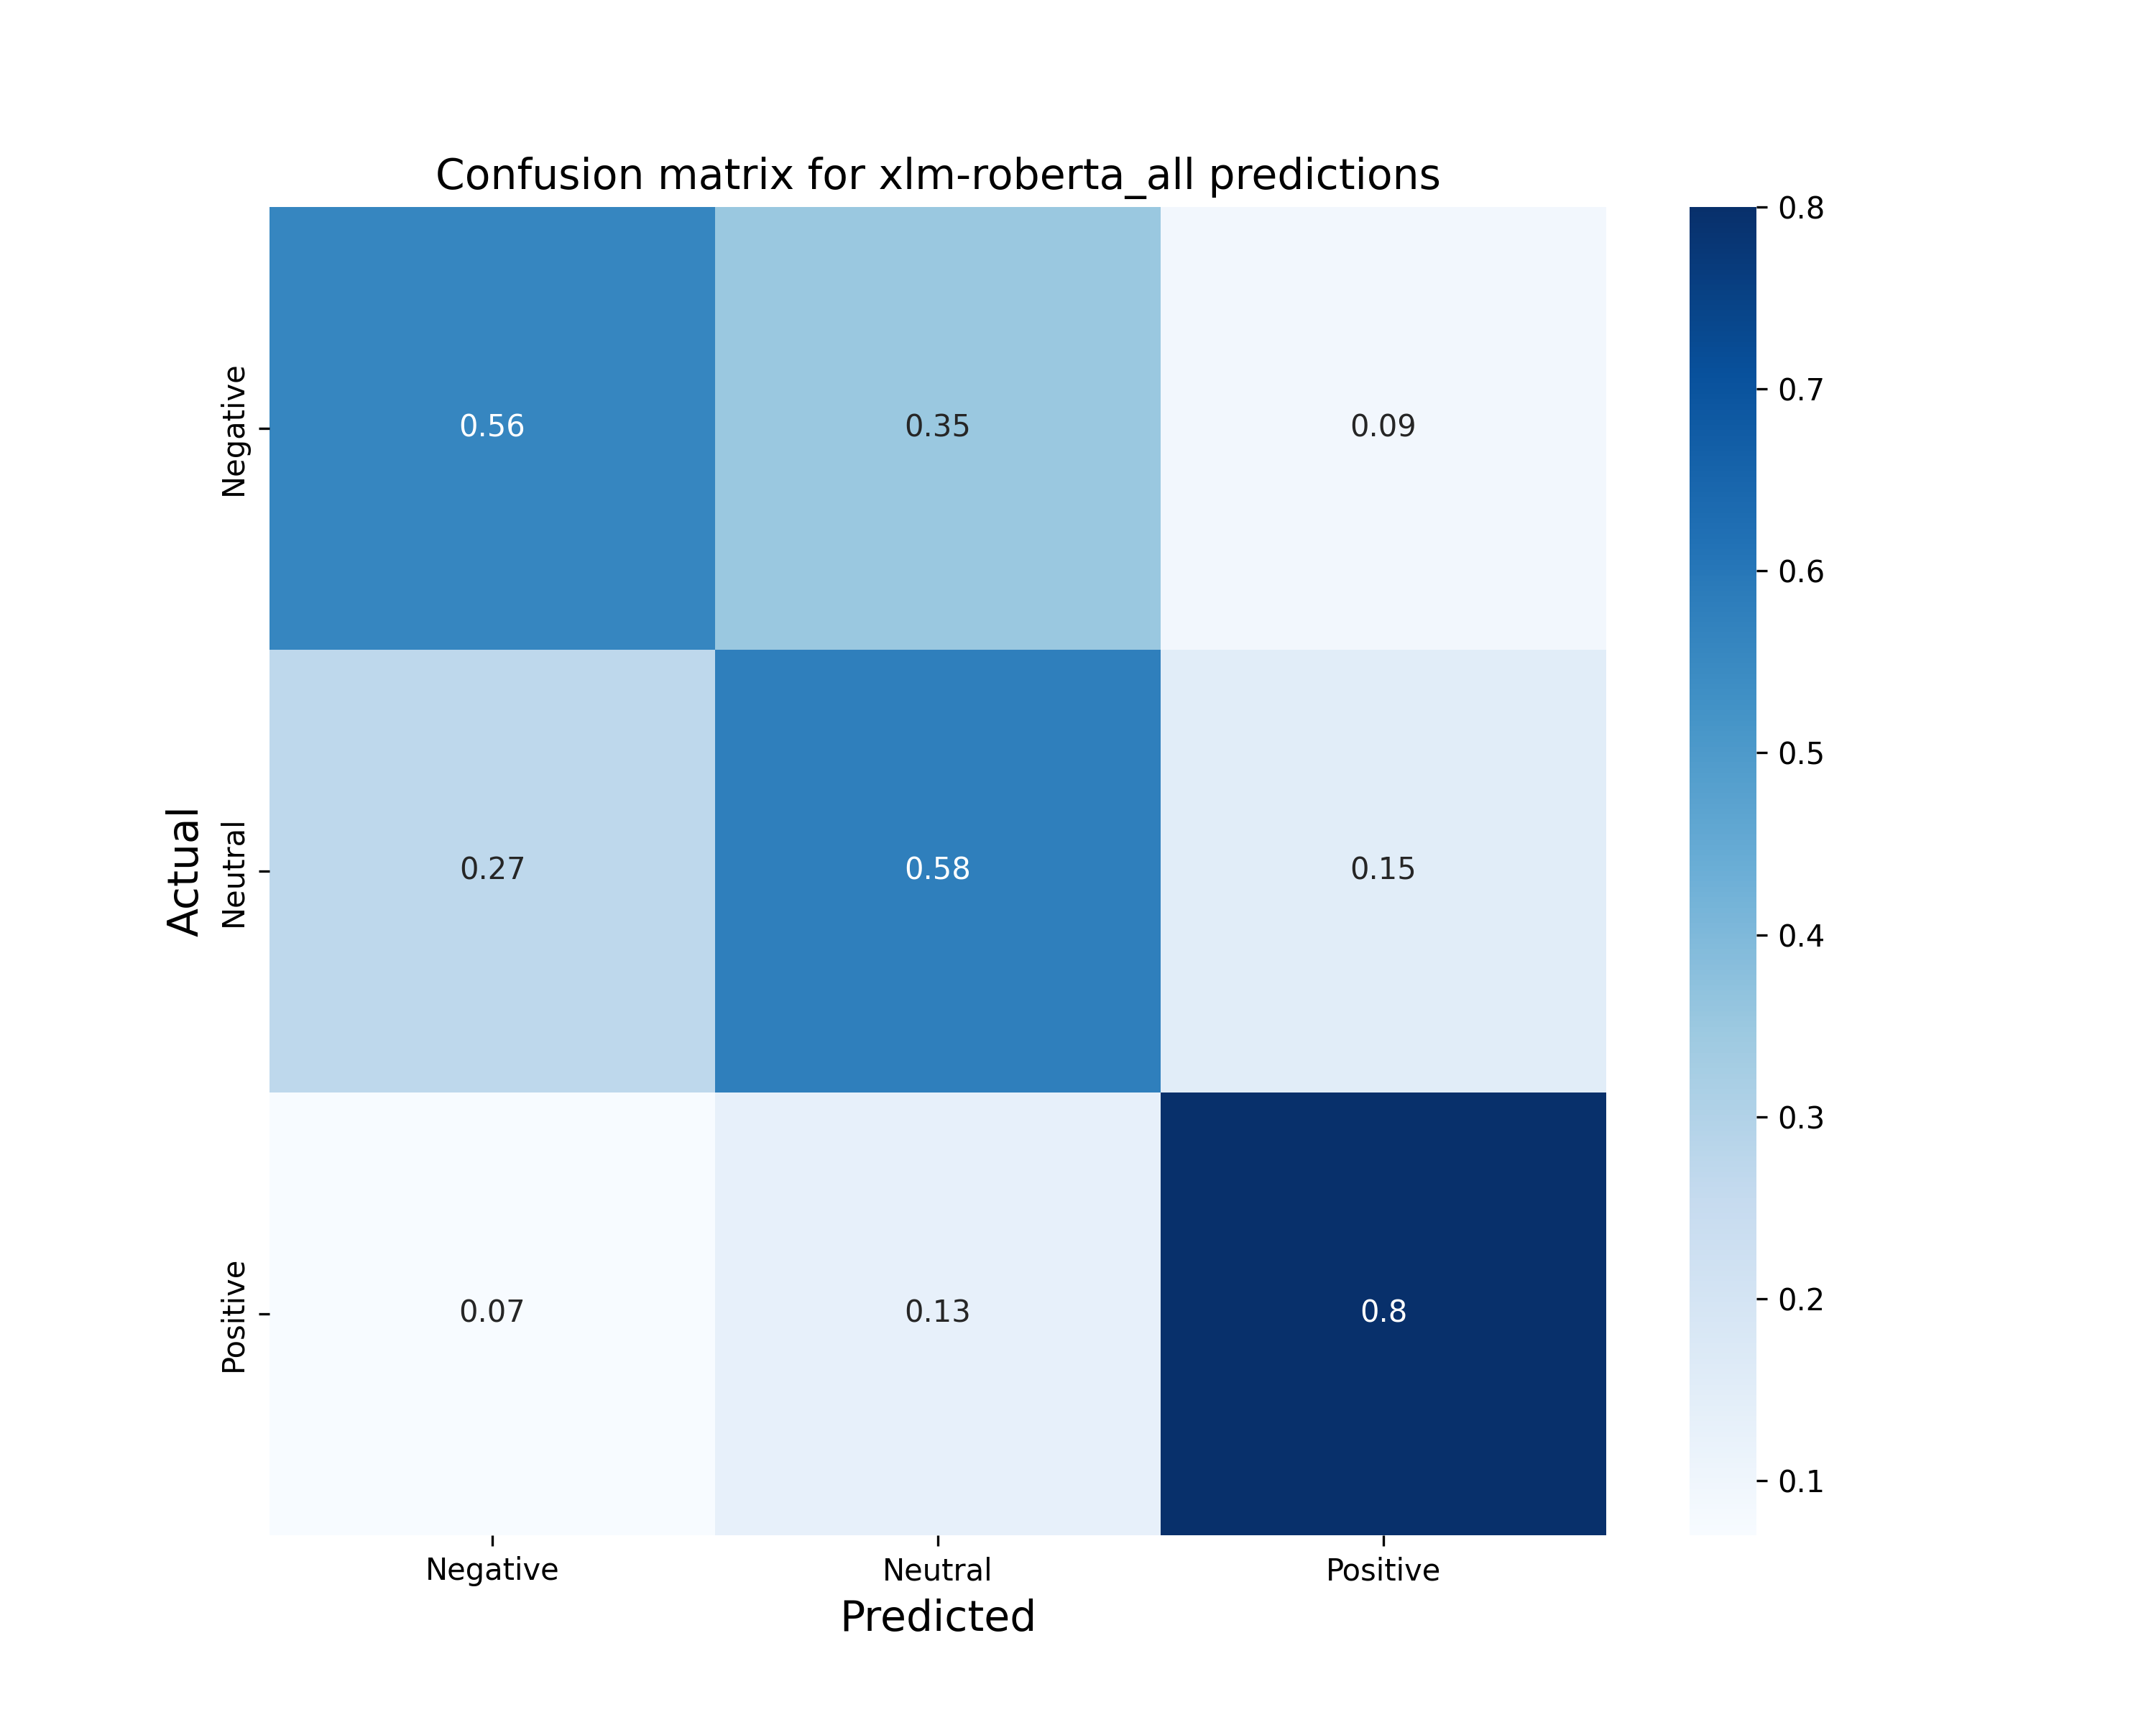 Confusion matrix for xlm-roberta_all predictions
0.8
0.7
0.6
0.5
0.4
0.3
0.2
0.1
Actual
Negative
0.56 0.35 0.09
Neutral
0.27 0.58 0.15
Positive
0.07 0.13 0.8
Negative Neutral Positive
Predicted